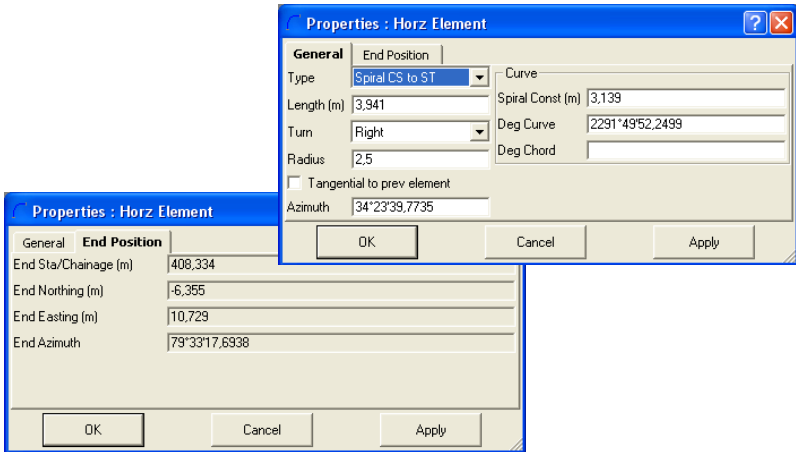 Properties : Horz Element
General End Position
Type Spiral CS to ST
Length (m) 3,941
Turn Right
Radius 2,5
Tangential to prev element
Azimuth 34°23'39,7735
Curve
Spiral Const (m) 3,139
Deg Curve 2291°49'52,2499
Deg Chord
OK Cancel Apply
Properties : Horz Element
General End Position
End Sta/Chainage (m) 408,334
End Northing (m) -6,355
End Easting (m) 10,729
End Azimuth 79°33'17,6938
OK Cancel Apply